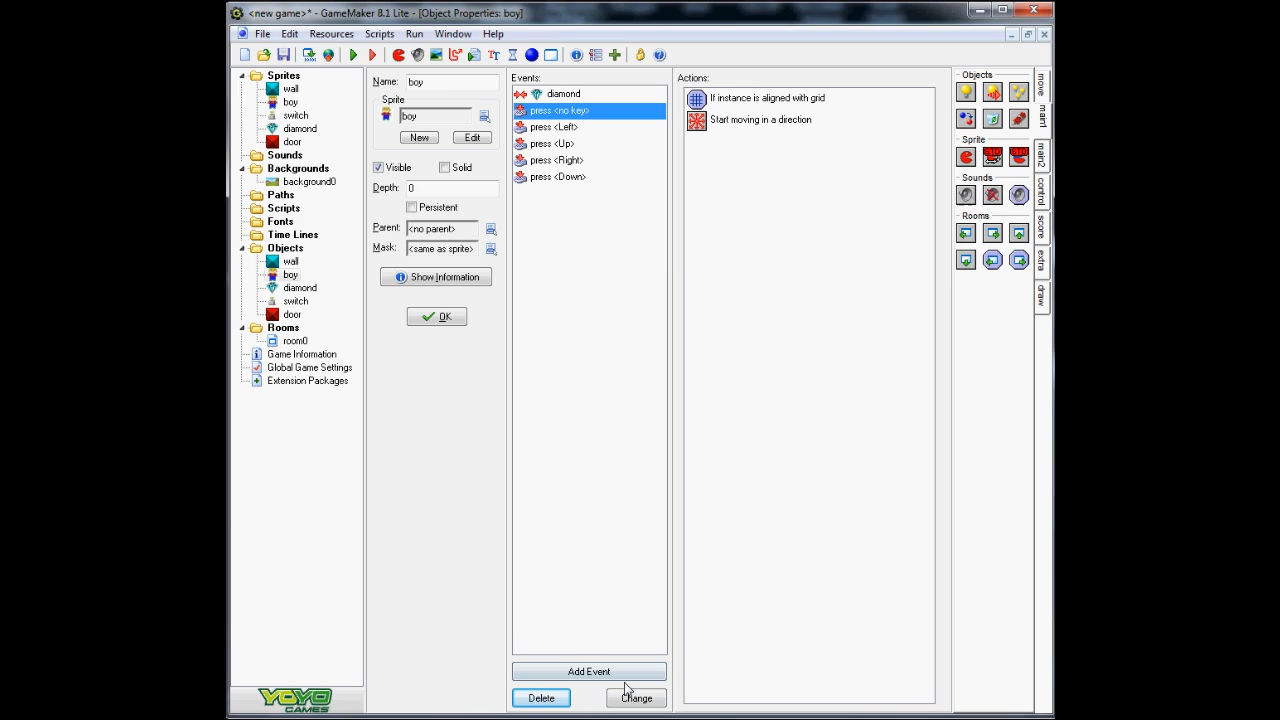 <new game>* - GameMaker 8.1 Lite - [Object Properties: boy]
File Edit Resources Scripts Run Window Help
Sprites
wall
boy
switch
diamond
door
Sounds
Backgrounds
background0
Paths
Scripts
Fonts
Time Lines
Objects
wall
boy
diamond
switch
door
Rooms
room0
Game Information
Global Game Settings
Extension Packages
YOYO
GAMES
Name: boy
Sprite
boy
New Edit
Visible Solid
Depth: 0
Persistent
Parent: <no parent>
Mask: <same as sprite>
Show Information
OK
Events:
diamond
press <no key>
press <Left>
press <Up>
press <Right>
press <Down>
Add Event
Delete Change
Actions:
If instance is aligned with grid
Start moving in a direction
Objects
Sprite
Sounds
Rooms
move
main1
main2
control
score
extra
draw